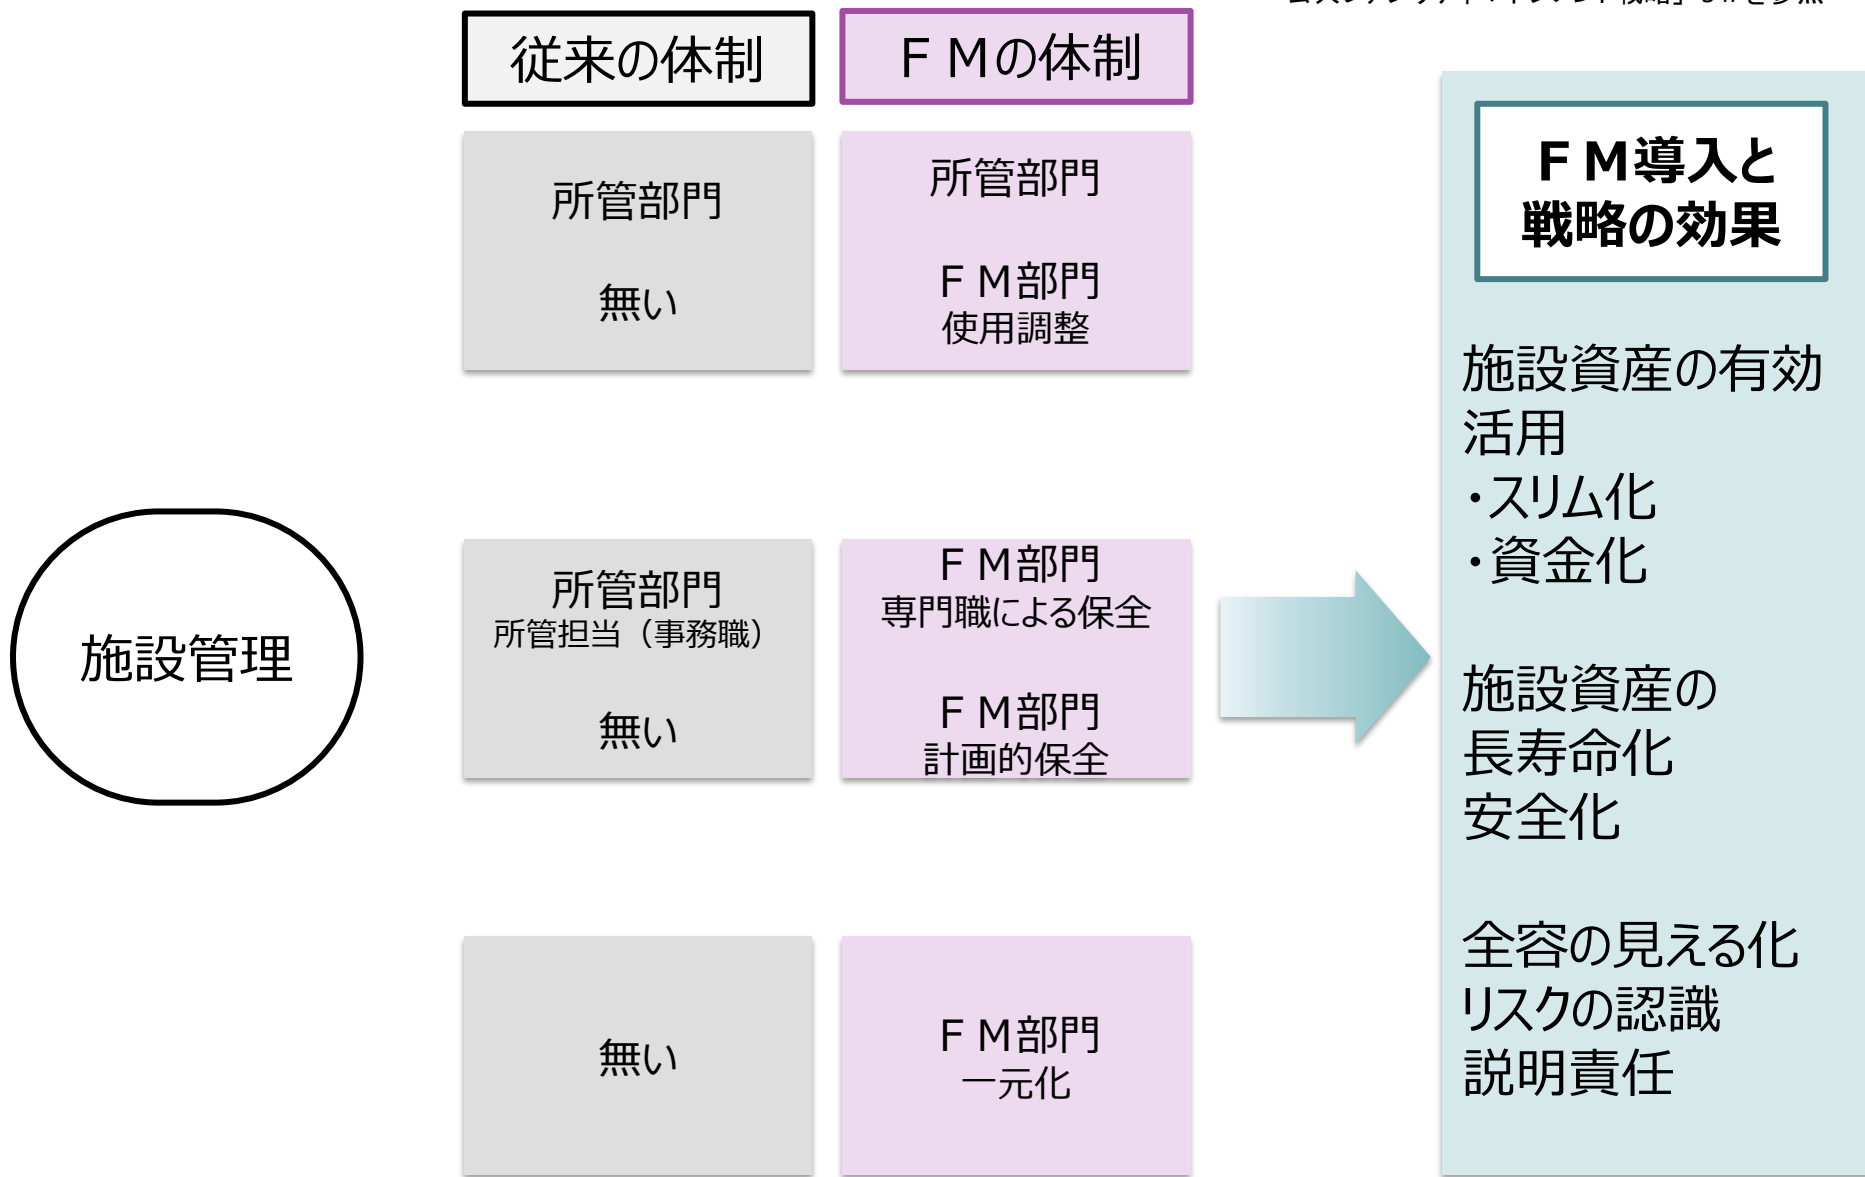 従来の体制
ＦＭの体制
所管部門
無い
所管部門
ＦＭ部門
使用調整
施設管理
所管部門
所管担当（事務職）
無い
ＦＭ部門
専門職による保全
ＦＭ部門
計画的保全
無い
ＦＭ部門
一元化
ＦＭ導入と
戦略の効果
施設資産の有効
活用
・スリム化
・資金化
施設資産の
長寿命化
安全化
全容の見える化
リスクの認識
説明責任